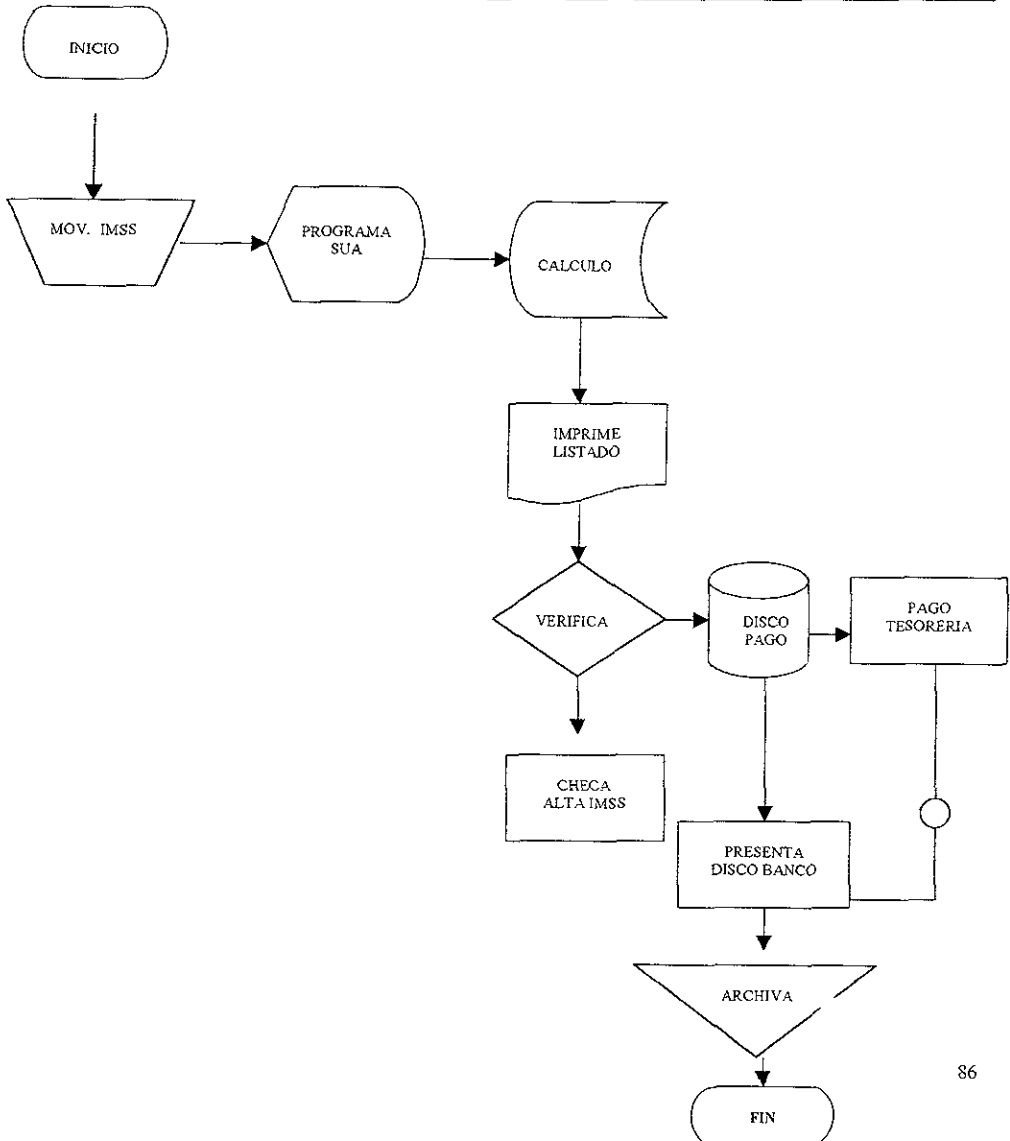 INICIO
MOV. IMSS
PROGRAMA
SUA
CALCULO
IMPRIME
LISTADO
VERIFICA
DISCO
PAGO
PAGO
TESORERIA
CHECA
ALTA IMSS
PRESENTA
DISCO BANCO
ARCHIVA
86
FIN